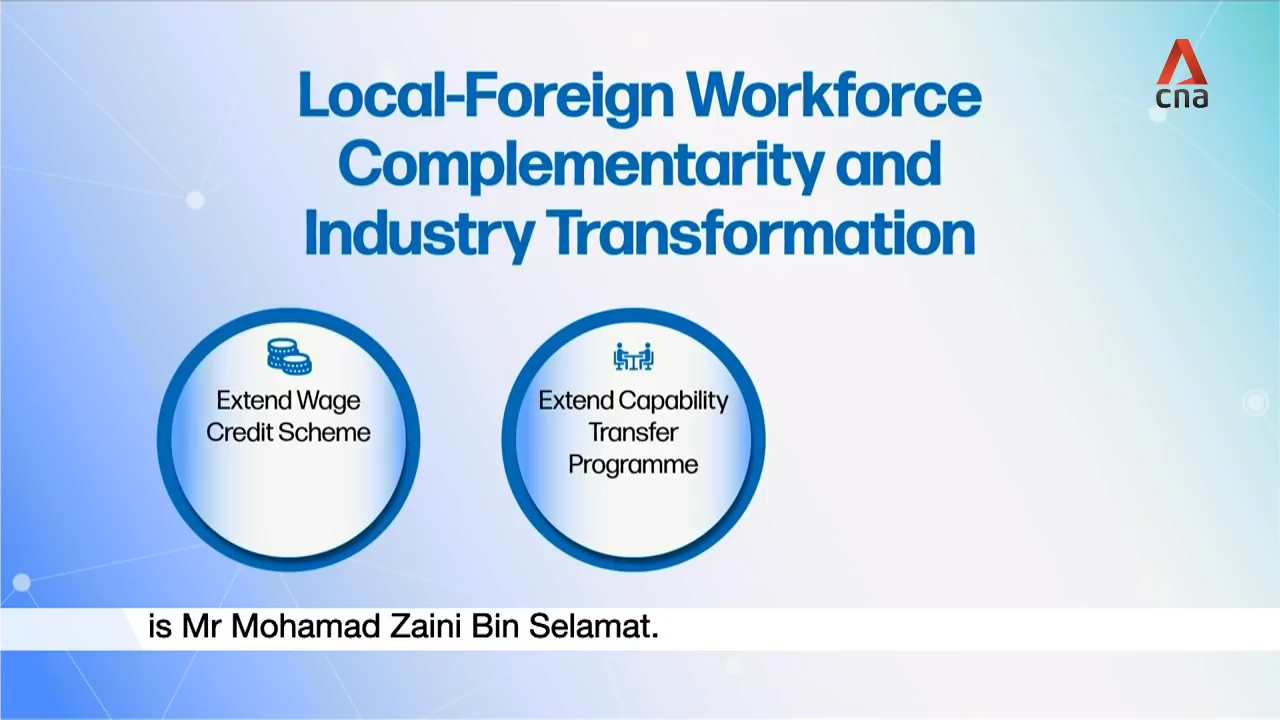 Local-Foreign Workforce
Complementarity and
Industry Transformation
cna
Extend Wage
Credit Scheme
Extend Capability
Transfer
Programme
is Mr Mohamad Zaini Bin Selamat.